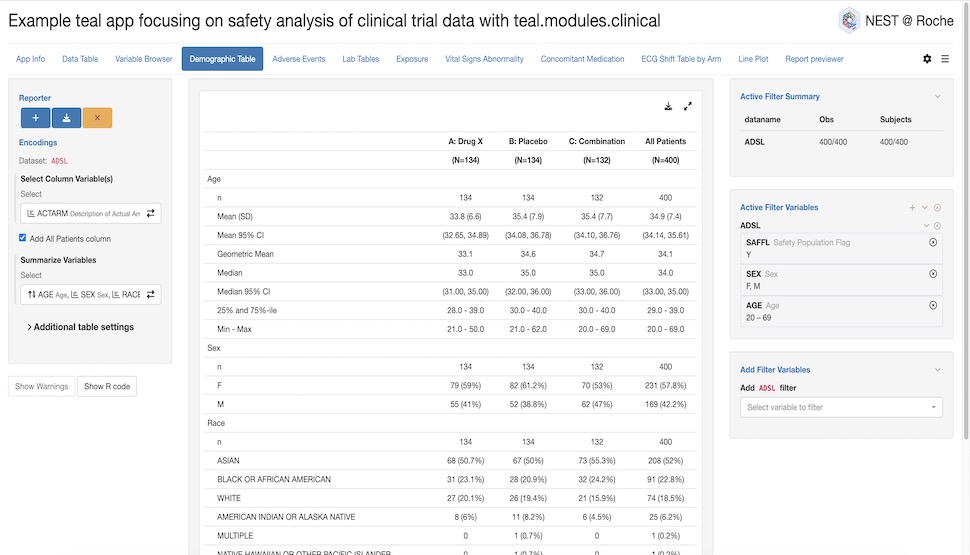 Example teal app focusing on safety analysis of clinical trial data with teal.modules.clinical
NEST @ Roche
App Info Data Table Variable Browser Demographic Table Adverse Events Lab Tables Exposure Vital Signs Abnormality Concomitant Medication ECG Shift Table by Arm Line Plot Report previewer
Reporter
Encodings
Dataset: ADSL
Select Column Variable(s)
Select
ACTARM Description of Actual Arr
Add All Patients column
Summarize Variables
Select
AGE Age, SEX Sex, RACE
Additional table settings
Show Warnings Show R code
A: Drug X B: Placebo C: Combination All Patients
(N=134) (N=134) (N=132) (N=400)
Age
n 134 134 132 400
Mean (SD) 33.8 (6.6) 35.4 (7.9) 35.4 (7.7) 34.9 (7.4)
Mean 95% CI (32.65, 34.89) (34.08, 36.78) (34.10, 36.76) (34.14, 35.61)
Geometric Mean 33.1 34.6 34.7 34.1
Median 33.0 35.0 35.0 34.0
Median 95% CI (31.00, 35.00) (32.00, 36.00) (33.00, 36.00) (33.00, 35.00)
25% and 75%-ile 28.0 - 39.0 30.0 - 40.0 30.0 - 40.0 29.0 - 39.0
Min - Max 21.0 - 50.0 21.0 - 62.0 20.0 - 69.0 20.0 - 69.0
Sex
n 134 134 132 400
F 79 (59%) 82 (61.2%) 70 (53%) 231 (57.8%)
M 55 (41%) 52 (38.8%) 62 (47%) 169 (42.2%)
Race
n 134 134 132 400
ASIAN 68 (50.7%) 67 (50%) 73 (55.3%) 208 (52%)
BLACK OR AFRICAN AMERICAN 31 (23.1%) 28 (20.9%) 32 (24.2%) 91 (22.8%)
WHITE 27 (20.1%) 26 (19.4%) 21 (15.9%) 74 (18.5%)
AMERICAN INDIAN OR ALASKA NATIVE 8 (6%) 11 (8.2%) 6 (4.5%) 25 (6.2%)
MULTIPLE 0 1 (0.7%) 0 1 (0.2%)
NATIVE HAWAIIAN OR OTHER PACIFIC ISLANDER 0 1 (0.7%) 0 1 (0.2%)
Active Filter Summary
dataname Obs Subjects
ADSL 400/400 400/400
Active Filter Variables
ADSL
SAFFL Safety Population Flag
Y
SEX Sex
F, M
AGE Age
20 – 69
Add Filter Variables
Add ADSL filter
Select variable to filter